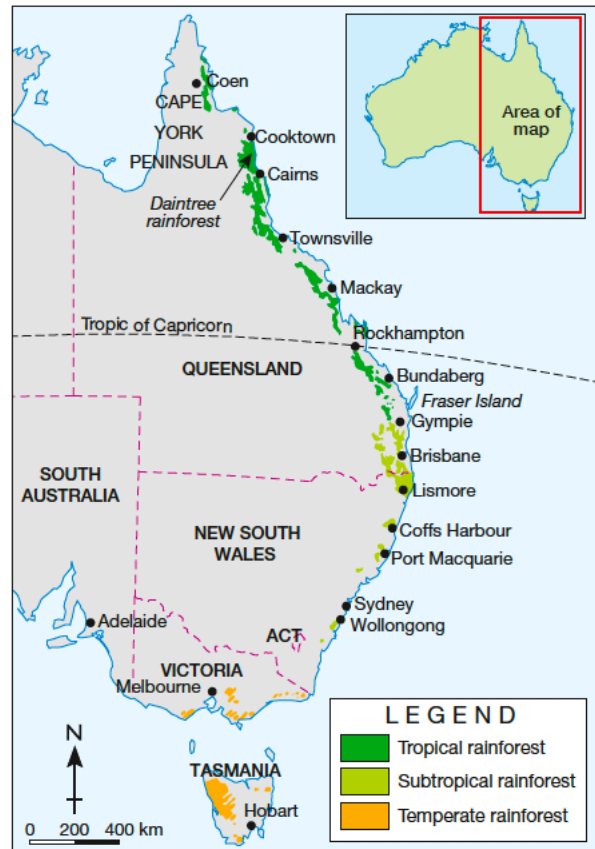 Coen
CAPE
YORK
PENINSULA
Cooktown
Cairns
Daintree
rainforest
Townsville
Mackay
Tropic of Capricorn
Rockhampton
QUEENSLAND
Bundaberg
Fraser Island
Gympie
Brisbane
SOUTH
AUSTRALIA
Lismore
NEW SOUTH
WALES
Coffs Harbour
Port Macquarie
Sydney
Wollongong
Adelaide
ACT
VICTORIA
Melbourne
TASMANIA
Hobart
N
0 200 400 km
Area of
map
LEGEND
Tropical rainforest
Subtropical rainforest
Temperate rainforest